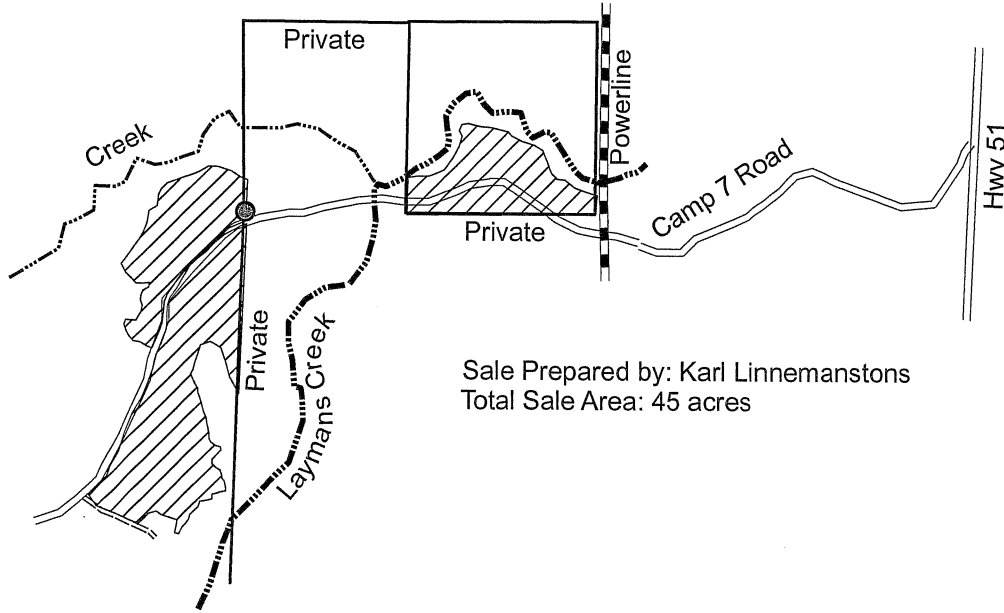 Private
Powerline
Creek
Hwy 51
Camp 7 Road
Private
Private
Laymans Creek
Sale Prepared by: Karl Linnemanstons
Total Sale Area: 45 acres